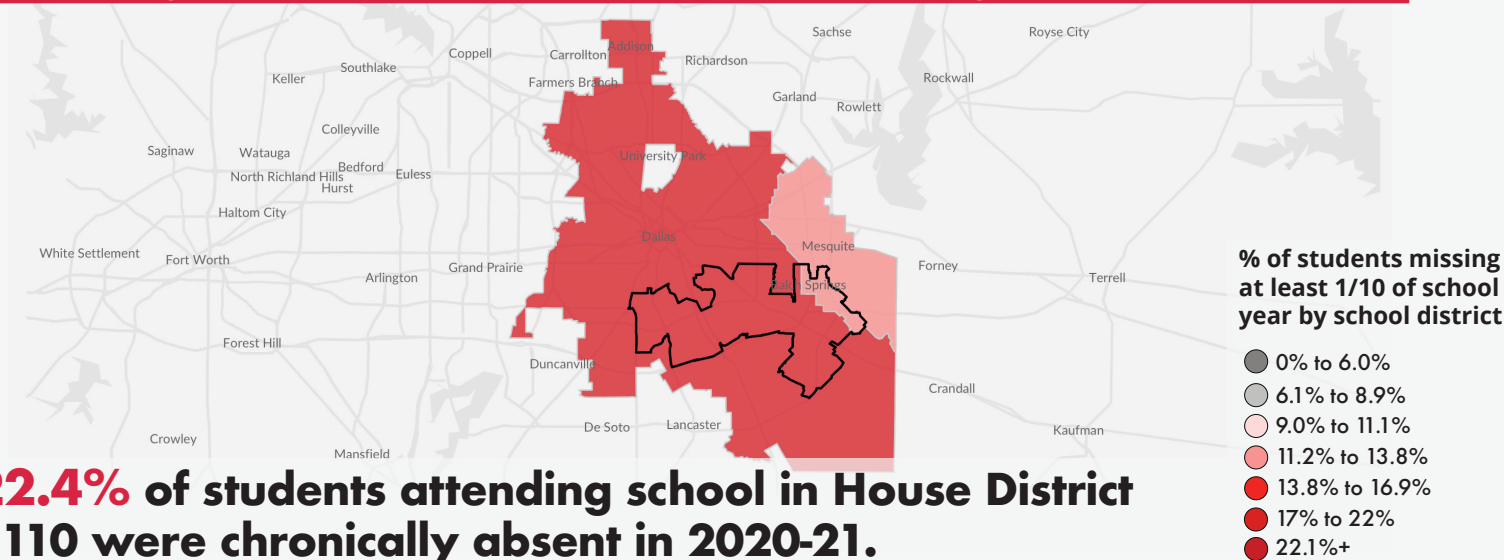 Sachse
Royse City
Addison
Coppell
Carrollton
Richardson
Southlake
Keller
Rockwall
Farmers Branch
Garland
Rowlett
Colleyville
Saginaw
Watauga
University Park
Bedford
North Richland Hills
Euless
Hurst
Haltom City
Dallas
Mesquite
White Settlement
Fort Worth
Forney
Grand Prairie
Arlington
Terrell
Balch Springs
Forest Hill
Duncanville
Crandall
De Soto
Lancaster
Kaufman
Crowley
Mansfield
% of students missing
at least 1/10 of school
year by school district
0% to 6.0%
6.1% to 8.9%
9.0% to 11.1%
11.2% to 13.8%
13.8% to 16.9%
17% to 22%
22.1%+
22.4% of students attending school in House District
110 were chronically absent in 2020-21.